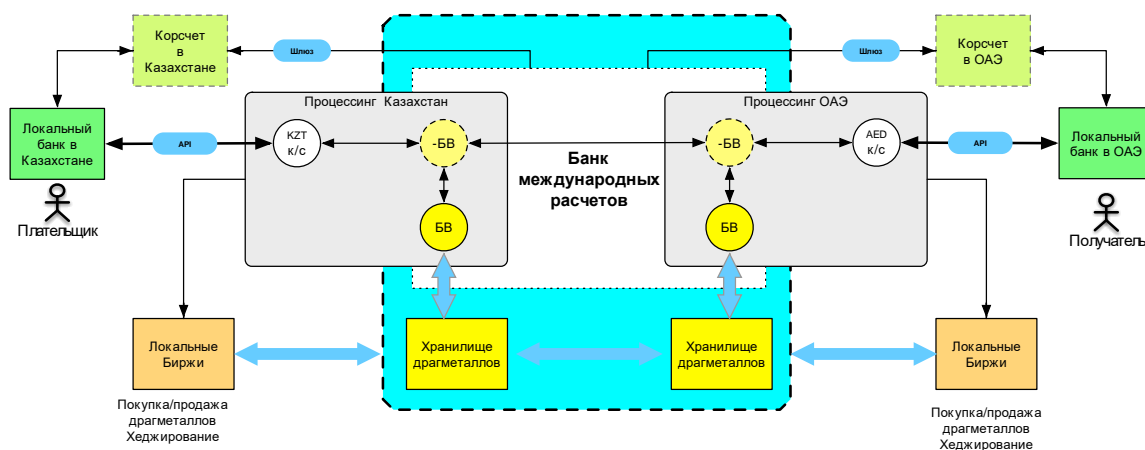 Корсчет
в
Казахстане
Шлюз
Шлюз
Корсчет
в ОАЭ
Процессинг Казахстан
Процессинг ОАЭ
Локальный
банк в
Казахстане
API
KZT
к/с
-БВ
-БВ
AED
к/с
API
Локальный
банк в ОАЭ
Банк
международных
расчетов
Плательщик
БВ
БВ
Получатель
Локальные
Биржи
Хранилище
драгметаллов
Хранилище
драгметаллов
Локальные
Биржи
Покупка/продажа
драгметаллов
Хеджирование
Покупка/продажа
драгметаллов
Хеджирование